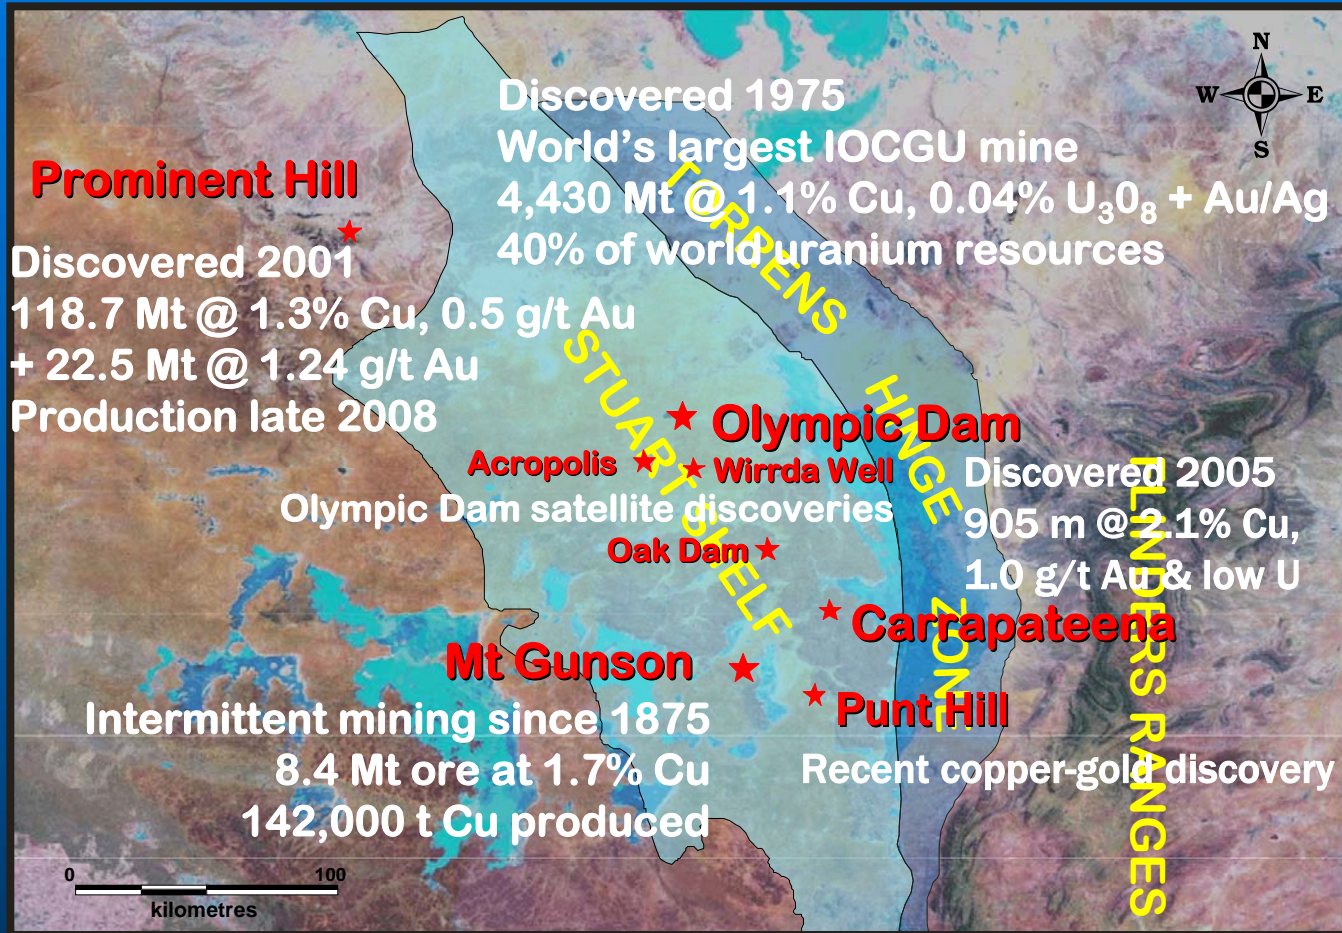 N
W E
S
Discovered 1975
World's largest IOCGU mine
4,430 Mt @ 1.1% Cu, 0.04% U₃0₈ + Au/Ag
40% of world uranium resources
Prominent Hill
Discovered 2001
118.7 Mt @ 1.3% Cu, 0.5 g/t Au
+ 22.5 Mt @ 1.24 g/t Au
Production late 2008
TORRENS
HINGE
ZONE
STUART SHELF
Olympic Dam
Acropolis
Wirrda Well
Olympic Dam satellite discoveries
Oak Dam
Discovered 2005
905 m @ 2.1% Cu,
1.0 g/t Au & low U
Carrapateena
FLINDERS RANGES
Mt Gunson
Intermittent mining since 1875
8.4 Mt ore at 1.7% Cu
142,000 t Cu produced
Punt Hill
Recent copper-gold discovery
0 100
kilometres